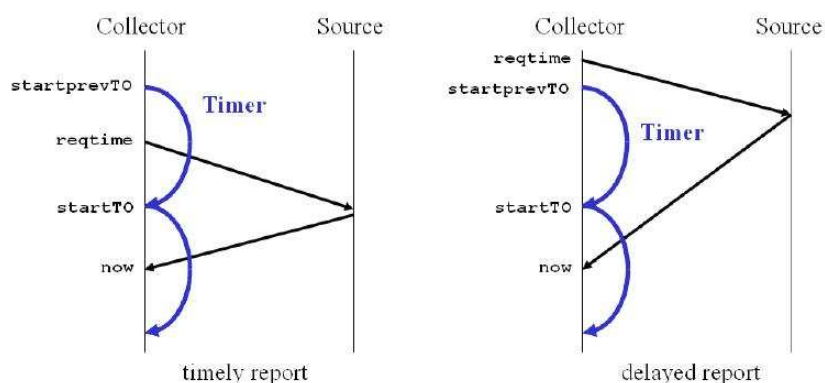 Collector Source
startprevTO
Timer
reqtime
startTO
now
timely report
Collector Source
reqtime
startprevTO
Timer
startTO
now
delayed report